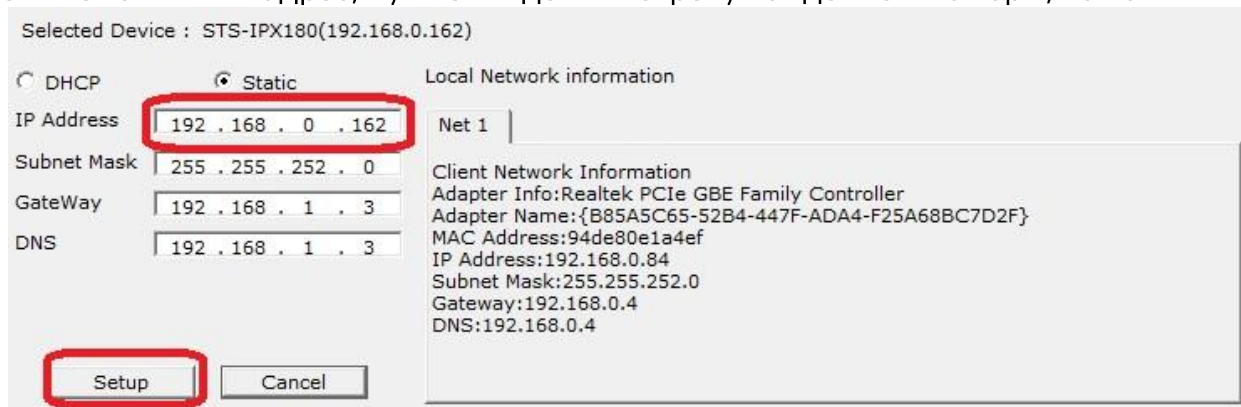 адрес,
Selected Device : STS-IPX180(192.168.0.162)
DHCP Static
IP Address 192 . 168 . 0 . 162
Subnet Mask 255 . 255 . 252 . 0
GateWay 192 . 168 . 1 . 3
DNS 192 . 168 . 1 . 3
Setup Cancel
Local Network information
Net 1
Client Network Information
Adapter Info:Realtek PCIe GBE Family Controller
Adapter Name:{B85A5C65-52B4-447F-ADA4-F25A68BC7D2F}
MAC Address:94de80e1a4ef
IP Address:192.168.0.84
Subnet Mask:255.255.252.0
Gateway:192.168.0.4
DNS:192.168.0.4